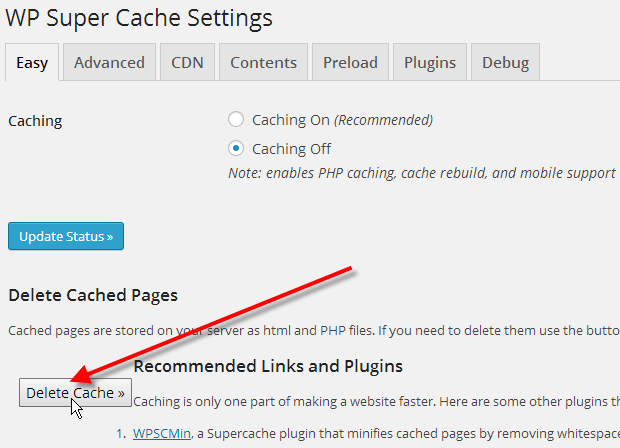 WP Super Cache Settings
Easy Advanced CDN Contents Preload Plugins Debug
Caching
Caching On (Recommended)
Caching Off
Note: enables PHP caching, cache rebuild, and mobile support
Update Status »
Delete Cached Pages
Cached pages are stored on your server as html and PHP files. If you need to delete them use the butto
Recommended Links and Plugins
Delete Cache »
Caching is only one part of making a website faster. Here are some other plugins th
1. WPSCMin, a Supercache plugin that minifies cached pages by removing whitespace